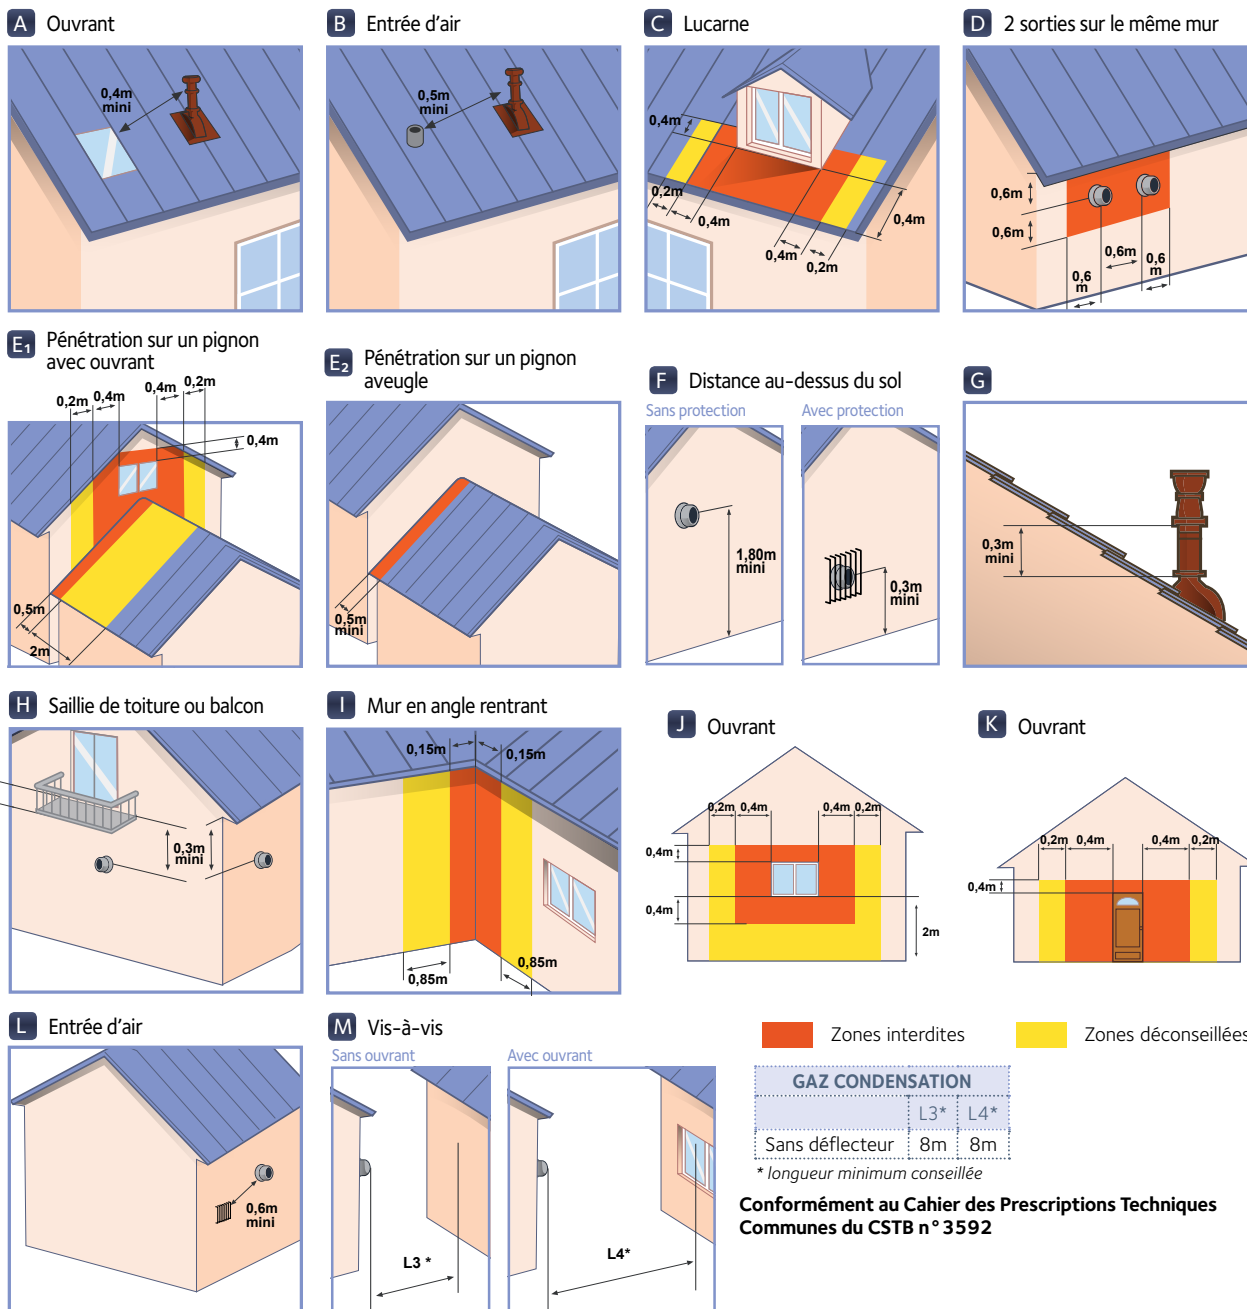 A Ouvrant
0,4m
mini
B Entrée d'air
0,5m
mini
C Lucarne
0,4m
0,2m
0,4m
0,4m
0,4m
0,2m
D 2 sorties sur le même mur
0,6m
0,6m
0,6m
0,6
m
0,6
m
E1 Pénétration sur un pignon
avec ouvrant
0,2m
0,4m
0,4m
0,2m
0,4m
0,5m
2m
E2 Pénétration sur un pignon
aveugle
0,5m
mini
F Distance au-dessus du sol
Sans protection
1,80m
mini
Avec protection
0,3m
mini
G
0,3m
mini
H Saillie de toiture ou balcon
0,3m
mini
I Mur en angle rentrant
0,15m
0,15m
0,85m
0,85m
J Ouvrant
0,2m
0,4m
0,4m
0,2m
0,4m
0,4m
2m
K Ouvrant
0,2m
0,4m
0,4m
0,2m
0,4m
L Entrée d'air
0,6m
mini
M Vis-à-vis
Sans ouvrant
L3 *
Avec ouvrant
L4*
Zones interdites
Zones déconseillées
GAZ CONDENSATION
L3* L4*
Sans déflecteur 8m 8m
* longueur minimum conseillée
Conformément au Cahier des Prescriptions Techniques
Communes du CSTB n°3592